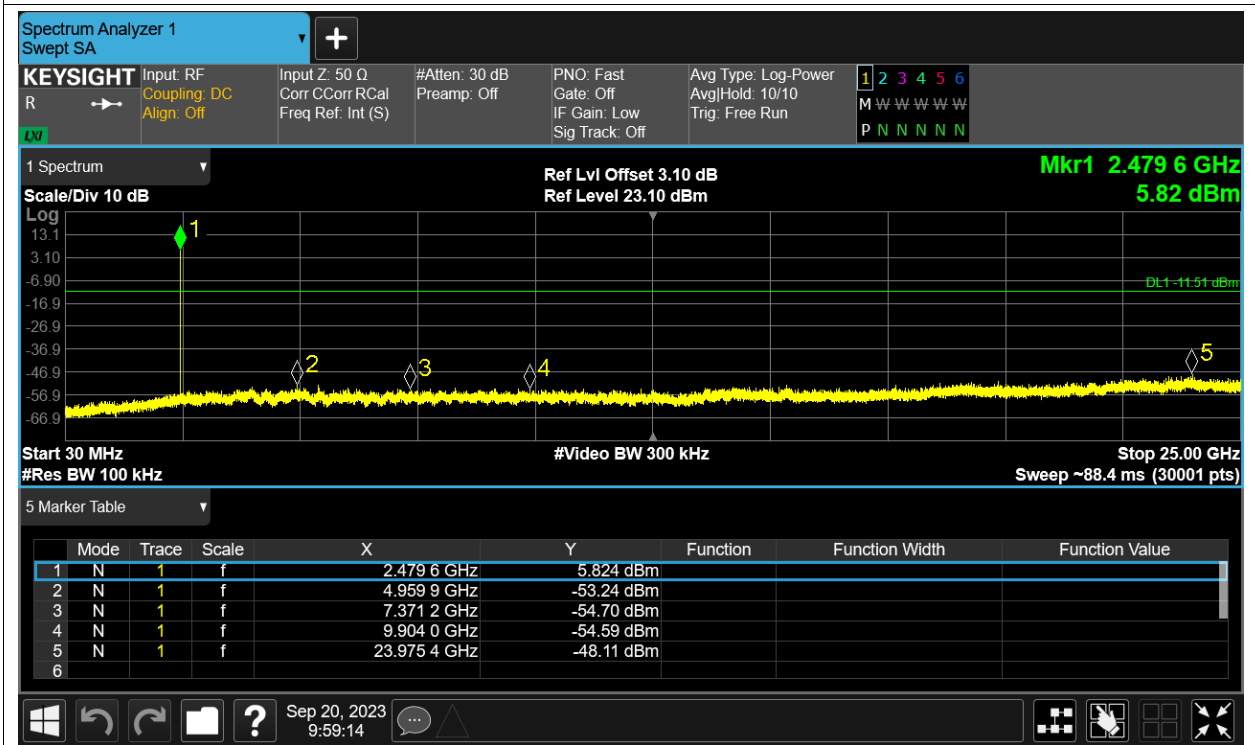 Spectrum Analyzer 1
Swept SA
KEYSIGHT Input: RF Input Z: 50 Ω #Atten: 30 dB PNO: Fast Avg Type: Log-Power 1 2 3 4 5 6
R Coupling: DC Corr CCorr RCal Preamp: Off Gate: Off Avg|Hold: 10/10 M W W W W W
Align: Off Freq Ref: Int (S) IF Gain: Low Trig: Free Run
LXI Sig Track: Off P N N N N N N
1 Spectrum Ref Lvl Offset 3.10 dB Mkr1 2.479 6 GHz
Scale/Div 10 dB Ref Level 23.10 dBm 5.82 dBm
Log
1
13.1
3.10
-6.90
DL1 -11.51 dBm
-16.9
-26.9
-36.9
2 3 4 5
-46.9
-56.9
-66.9
Start 30 MHz #Video BW 300 kHz Stop 25.00 GHz
#Res BW 100 kHz Sweep ~88.4 ms (30001 pts)
5 Marker Table
Mode Trace Scale X Y Function Function Width Function Value
1 N 1 f 2.479 6 GHz 5.824 dBm
2 N 1 f 4.959 9 GHz -53.24 dBm
3 N 1 f 7.371 2 GHz -54.70 dBm
4 N 1 f 9.904 0 GHz -54.59 dBm
5 N 1 f 23.975 4 GHz -48.11 dBm
6
? Sep 20, 2023
9:59:14